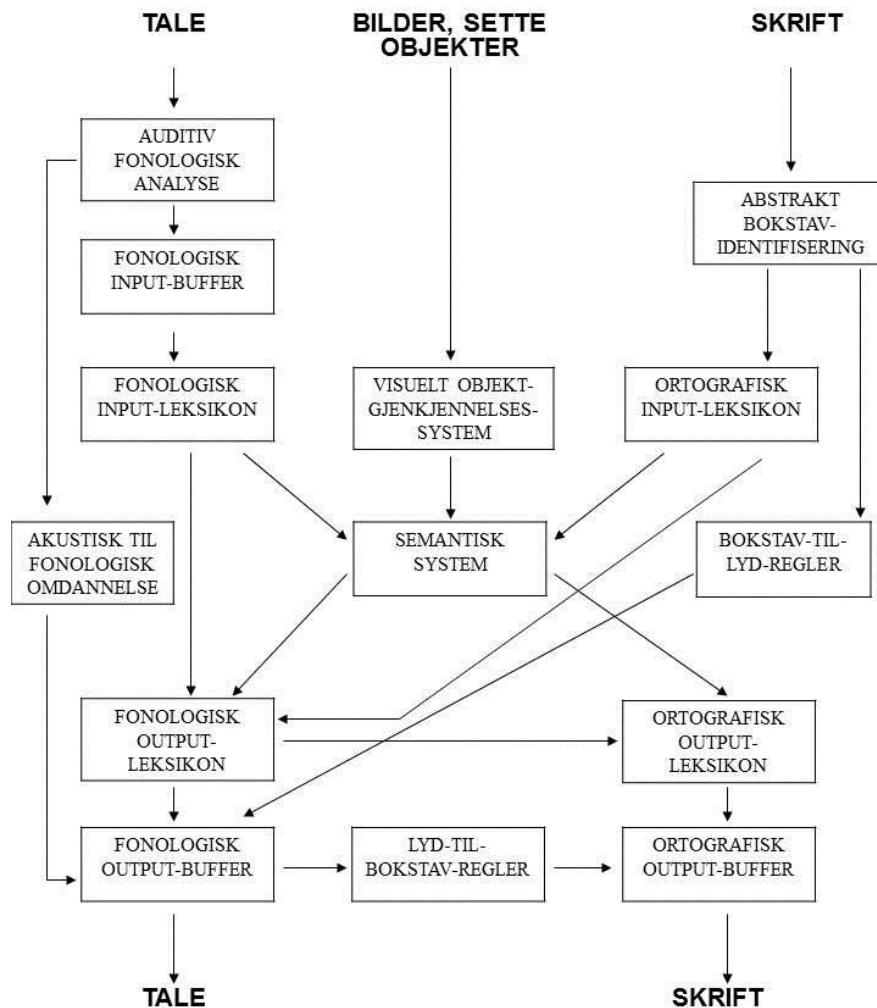 TALE
BILDER, SETTE
OBJEKTER
SKRIFT
AUDITIV
FONOLOGISK
ANALYSE
ABSTRAKT
BOKSTAV-
IDENTIFISERING
FONOLOGISK
INPUT-BUFFER
FONOLOGISK
INPUT-LEKSIKON
VISUELT OBJEKT-
GJENKJENNELSES-
SYSTEM
ORTOGRAFISK
INPUT-LEKSIKON
AKUSTISK TIL
FONOLOGISK
OMDANNELSE
SEMANTISK
SYSTEM
BOKSTAV-TIL-
LYD-REGLER
FONOLOGISK
OUTPUT-
LEKSIKON
ORTOGRAFISK
OUTPUT-
LEKSIKON
FONOLOGISK
OUTPUT-BUFFER
LYD-TIL-
BOKSTAV-REGLER
ORTOGRAFISK
OUTPUT-BUFFER
TALE
SKRIFT